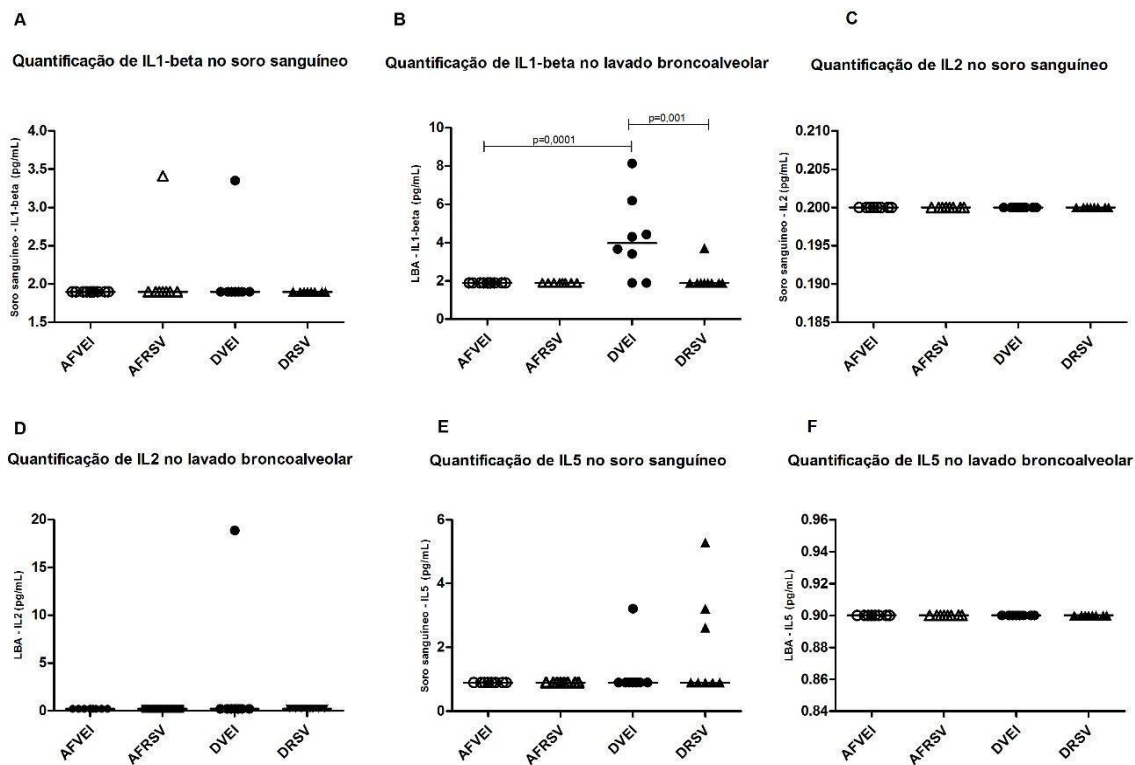 A
Quantificação de IL1-beta no soro sanguíneo
Soro sanguíneo - IL1-beta (pg/mL)
4.0
3.5
3.0
2.5
2.0
1.5
AFVEI
AFRSV
DVEI
DRSV
B
Quantificação de IL1-beta no lavado broncoalveolar
LBA - IL1-beta (pg/mL)
10
8
6
4
2
0
p=0,0001
p=0,001
AFVEI
AFRSV
DVEI
DRSV
C
Quantificação de IL2 no soro sanguíneo
Soro sanguíneo - IL2 (pg/mL)
0.210
0.205
0.200
0.195
0.190
0.185
AFVEI
AFRSV
DVEI
DRSV
D
Quantificação de IL2 no lavado broncoalveolar
LBA - IL2 (pg/mL)
20
15
10
5
0
AFVEI
AFRSV
DVEI
DRSV
E
Quantificação de IL5 no soro sanguíneo
Soro sanguíneo - IL5 (pg/mL)
6
4
2
0
AFVEI
AFRSV
DVEI
DRSV
F
Quantificação de IL5 no lavado broncoalveolar
LBA - IL5 (pg/mL)
0.96
0.94
0.92
0.90
0.88
0.86
0.84
AFVEI
AFRSV
DVEI
DRSV